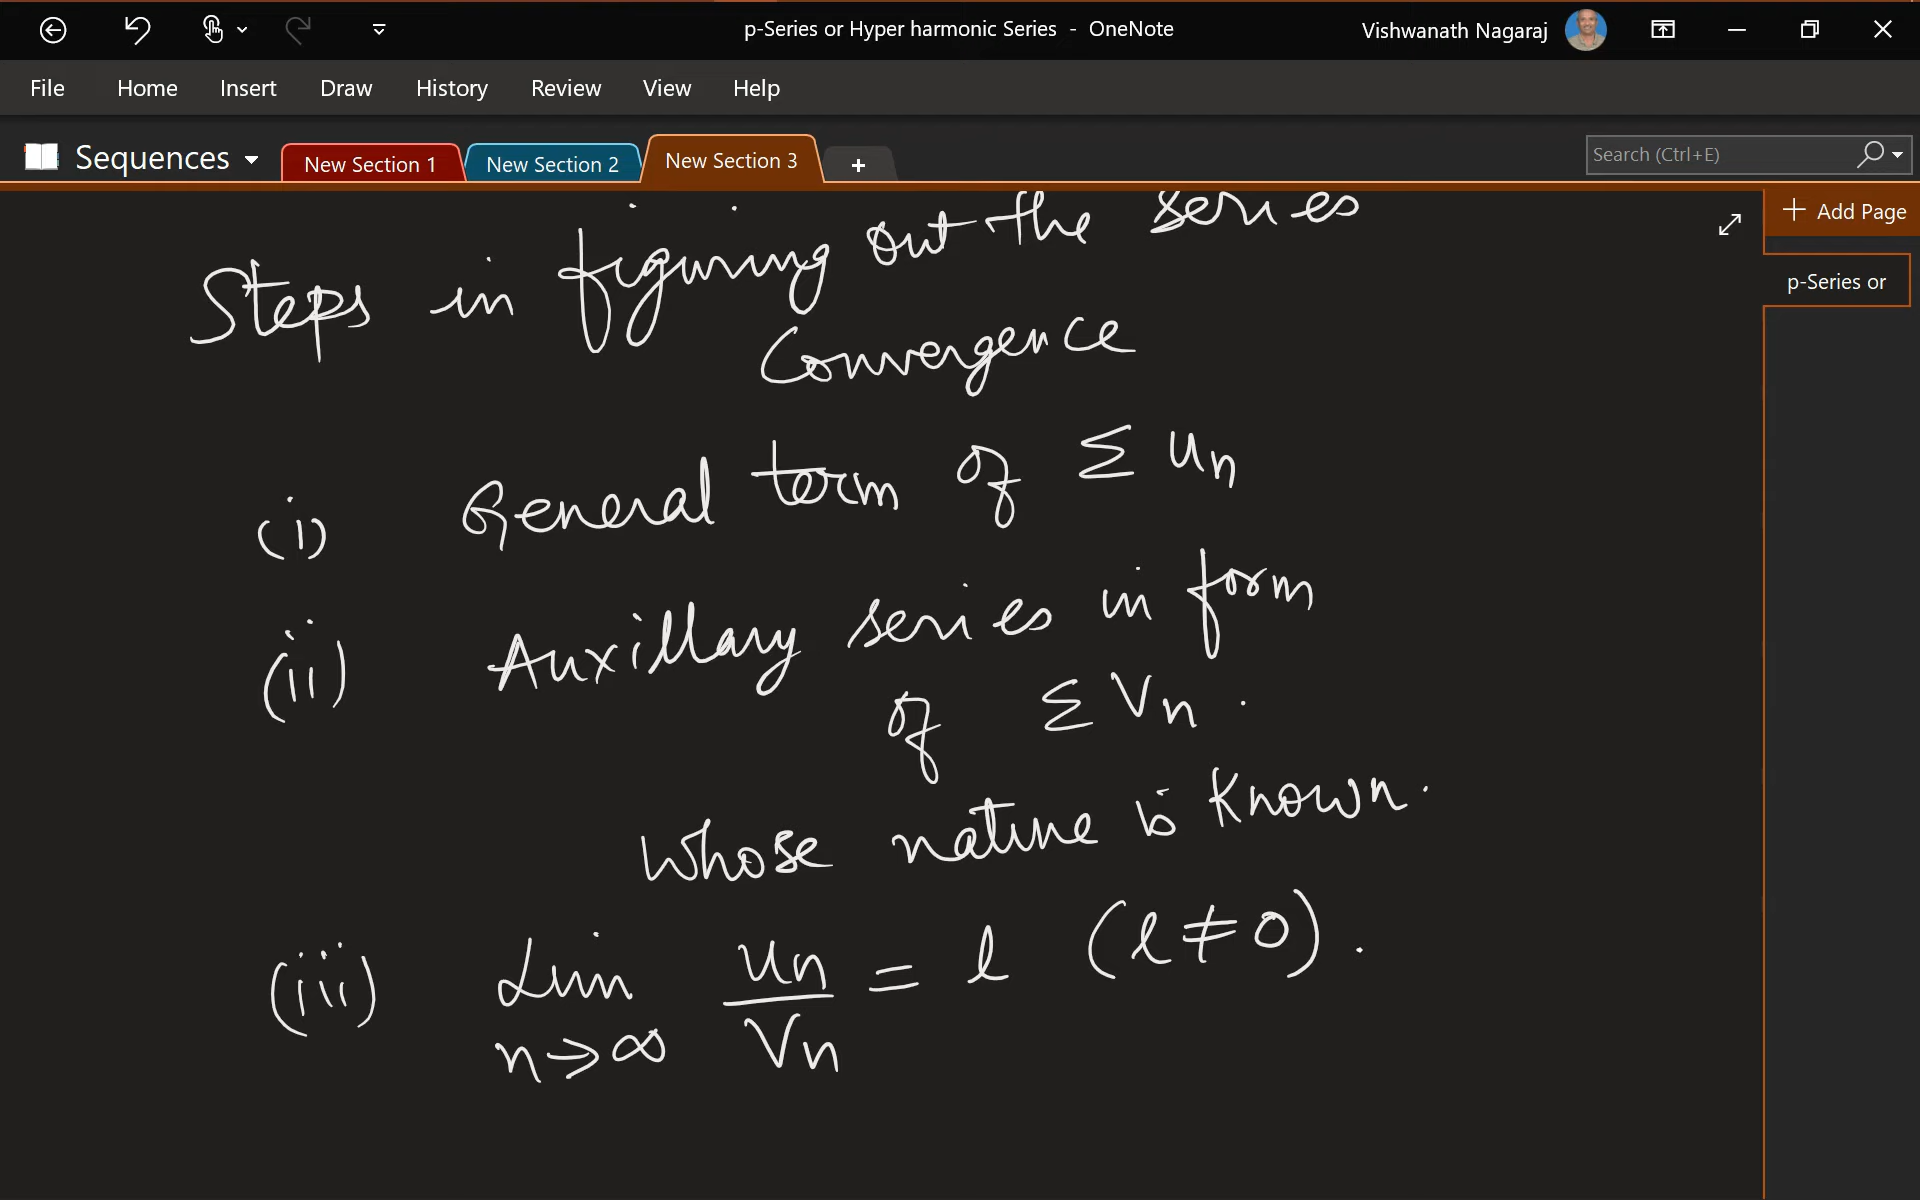 p-Series or Hyper harmonic Series - OneNote
Vishwanath Nagaraj
File Home Insert Draw History Review View Help
Sequences New Section 1 New Section 2 New Section 3 +
Search (Ctrl+E)
+ Add Page
p-Series or
Steps in figuring out the series
Convergence
(i) General term of Σ un
(ii) Auxillary series in form
of Σ Vn .
whose nature is known.
(iii) Lim un = l (l ≠ 0) .
n→∞ Vn